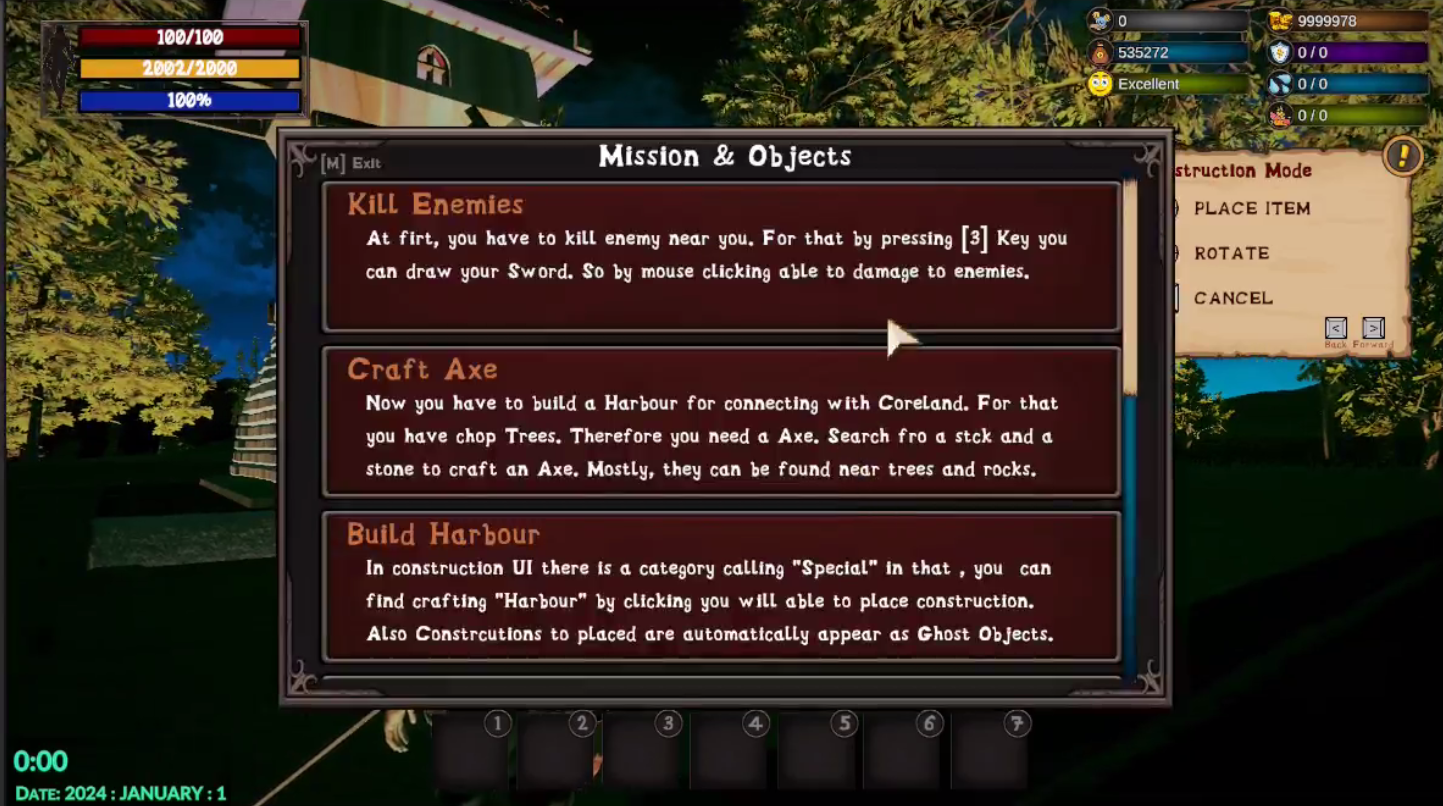 100/100
2002/2000
100%
0
9999978
535272
0 / 0
Excellent
0 / 0
0 / 0
[M] Exit
Mission & Objects
Kill Enemies
At firt, you have to kill enemy near you. For that by pressing [3] Key you
can draw your Sword. So by mouse clicking able to damage to enemies.
Craft Axe
Now you have to build a Harbour for connecting with Coreland. For that
you have chop Trees. Therefore you need a Axe. Search fro a stck and a
stone to craft an Axe. Mostly, they can be found near trees and rocks.
Build Harbour
In construction UI there is a category calling "Special" in that , you can
find crafting "Harbour" by clicking you will able to place construction.
Also Constrcutions to placed are automatically appear as Ghost Objects.
!
struction Mode
PLACE ITEM
ROTATE
CANCEL
< >
Back Forward
1 2 3 4 5 6 7
0:00
DATE: 2024 : JANUARY : 1